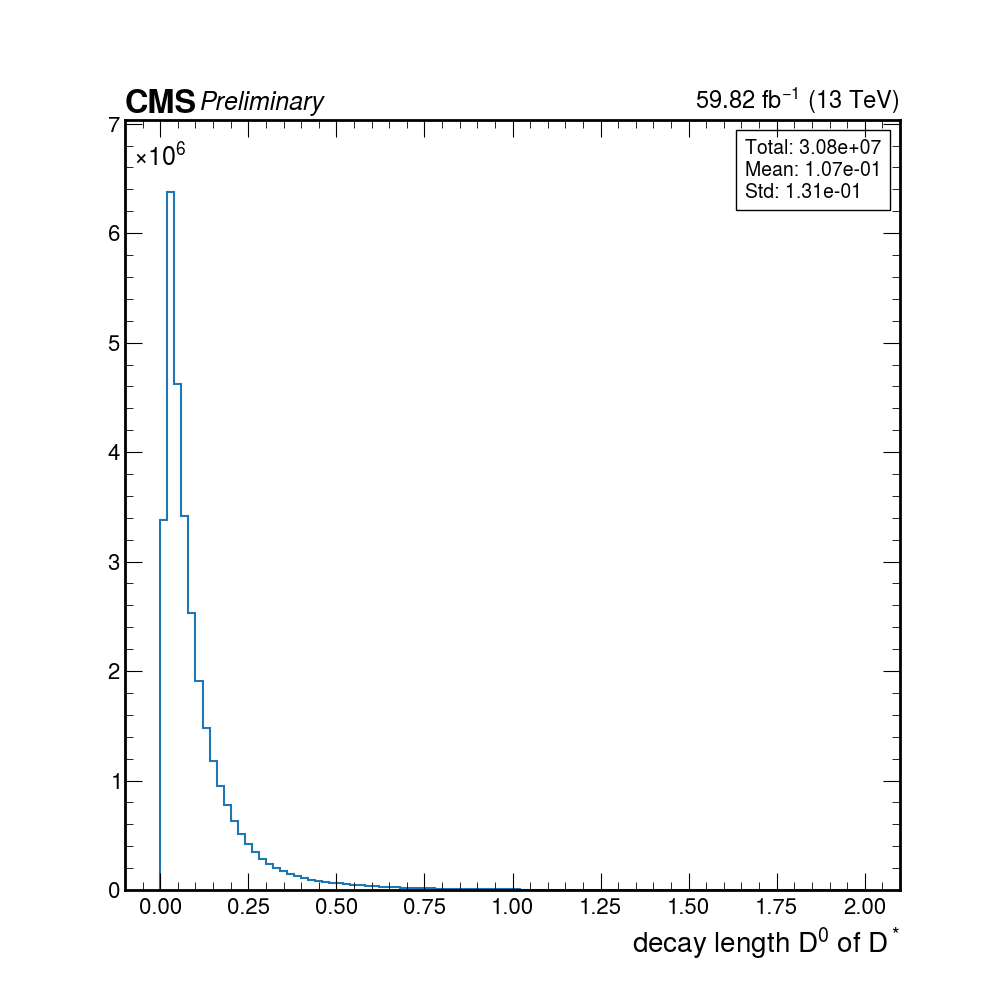 CMS Preliminary 59.82 fb⁻¹ (13 TeV)
×10⁶
Total: 3.08e+07
Mean: 1.07e-01
Std: 1.31e-01
7
6
5
4
3
2
1
0
0.00 0.25 0.50 0.75 1.00 1.25 1.50 1.75 2.00
decay length D⁰ of D*